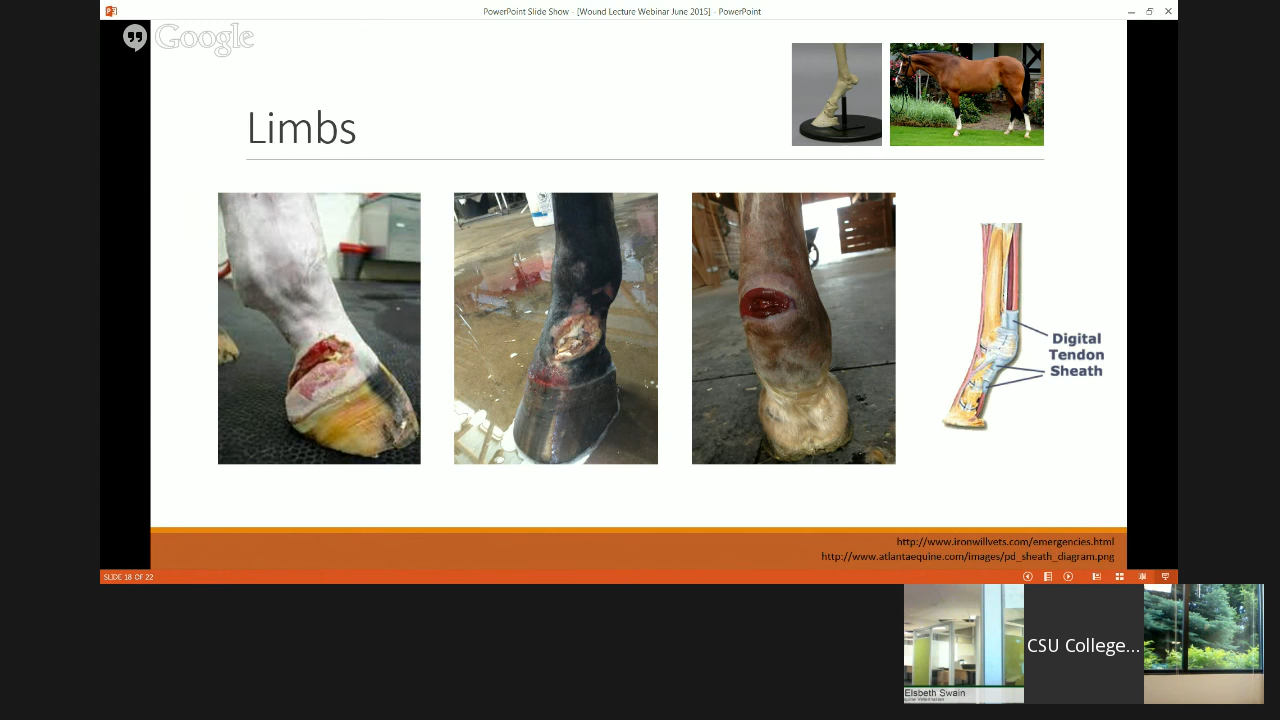 PowerPoint Slide Show - [Wound Lecture Webinar June 2015] - PowerPoint
Google
Limbs
Digital
Tendon
Sheath
http://www.ironwillvets.com/emergencies.html
http://www.atlantaequine.com/images/pd_sheath_diagram.png
SLIDE 18 OF 22
Elsbeth Swain
CSU College...